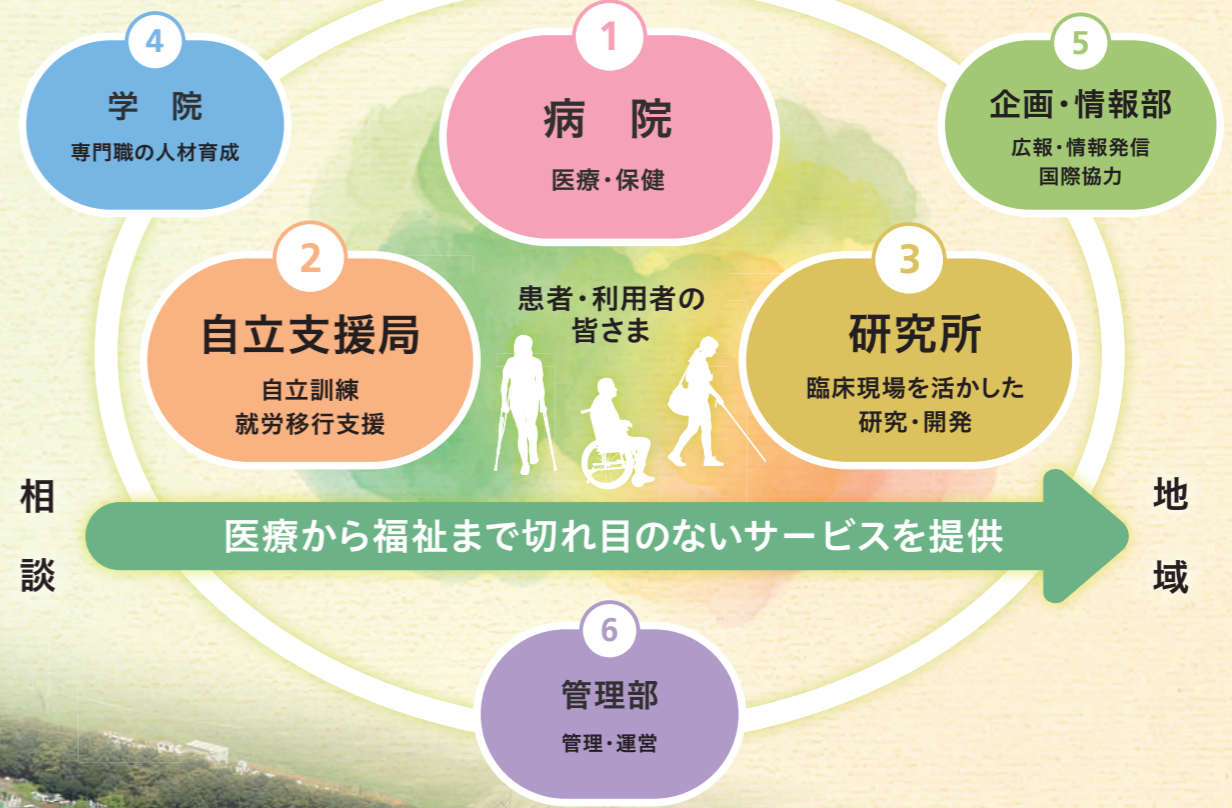 1
病　院
医療・保健
2
自立支援局
自立訓練
就労移行支援
3
研究所
臨床現場を活かした
研究・開発
4
学　院
専門職の人材育成
5
企画・情報部
広報・情報発信
国際協力
患者・利用者の
皆さま
相談
医療から福祉まで切れ目のないサービスを提供
地域
6
管理部
管理・運営